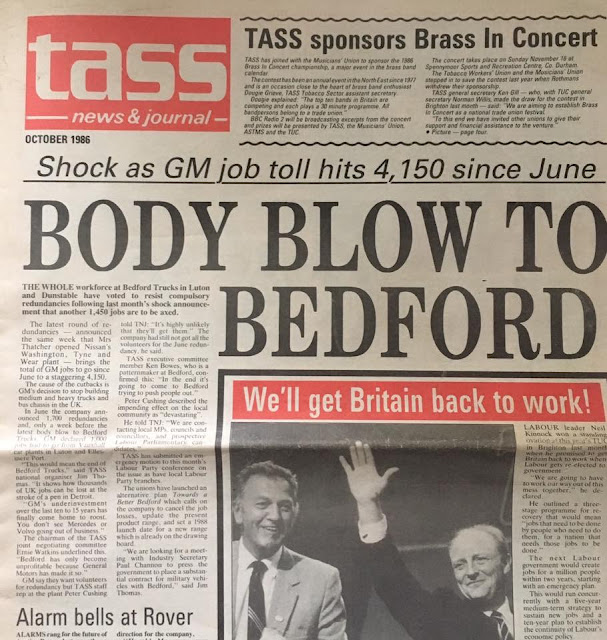 tass
news & journal
OCTOBER 1986
TASS sponsors Brass In Concert
TASS has joined with the Musicians' Union to sponsor the 1986
Brass In Concert championship, a major event in the brass band
calendar.
The contest has been an annual event in the North East since 1977
and is an occasion close to the heart of brass band enthusiast
Dougie Grieve, TASS Tobacco Sector assistant secretary.
Dougie explained: "The top ten bands in Britain are
competing and each plays a 30 minute programme. All
bandpersons belong to a trade union."
BBC Radio 2 will be broadcasting excerpts from the concert
and prizes will be presented by TASS, the Musicians' Union,
ASTMS and the TUC.
The concert takes place on Sunday November 16 at
Spennymoor Sports and Recreation Centre, Co. Durham.
The Tobacco Workers' Union and the Musicians' Union
stepped in to save the contest last year when Rothmans
withdrew their sponsorship.
TASS general secretary Ken Gill — who, with TUC general
secretary Norman Willis, made the draw for the contest in
Brighton last month — said: "We are aiming to establish Brass
In Concert as a national trade union festival.
"To this end we have invited other unions to give their
support and financial assistance to the venture."
● Picture — page four.
Shock as GM job toll hits 4,150 since June
BODY BLOW TO
BEDFORD
THE WHOLE workforce at Bedford Trucks in Luton
and Dunstable have voted to resist compulsory
redundancies following last month's shock announce-
ment that another 1,450 jobs are to be axed.
The latest round of re-
dundancies — announced
the same week that Mrs
Thatcher opened Nissan's
Washington, Tyne and
Wear plant — brings the
total of GM jobs to go since
June to a staggering 4,150.
The cause of the cutbacks is
GM's decision to stop building
medium and heavy trucks and
bus chassis in the UK.
In June the company ann-
ounced 1,700 redundancies
and, only a week before the
latest body blow to Bedford
Trucks, GM declared 1,000
jobs had to go from Vauxhall
car plants in Luton and Elles-
mere Port.
"This would mean the end of
Bedford Trucks," said TASS
national organiser Jim Tho-
mas. "It shows how thousands
of UK jobs can be lost at the
stroke of a pen in Detroit.
"GM's underinvestment
over the last ten to 15 years has
finally come home to roost.
You don't see Mercedes or
Volvo going out of business."
The chairman of the TASS
joint negotiating committee
Ernie Watkins underlined this.
"Bedford has only become
unprofitable because General
Motors has made it so."
GM say they want volunteers
for redundancy but TASS staff
rep at the plant Peter Cushing
told TNJ: "It's highly unlikely
that they'll get them." The
company had still not got all the
volunteers for the June redun-
dancy, he said.
TASS executive committee
member Ken Bowes, who is a
patternmaker at Bedford, con-
firmed this: "In the end it's
going to come to Bedford
trying to push people out."
Peter Cushing described the
impending effect on the local
community as "devastating".
He told TNJ: "We are con-
tacting local MPs, councils and
councillors, and prospective
Labour Parliamentary can-
didates."
TASS has submitted an em-
ergency motion to this month's
Labour Party conference on
the issue as have local Labour
Party branches.
The unions have launched an
alternative plan Towards a
Better Bedford which calls on
the company to cancel the job
losses, update the present
product range, and set a 1988
launch date for a new range
which is already on the drawing
board.
"We are looking for a meet-
ing with Industry Secretary
Paul Channon to press the
government to place a substan-
tial contract for military vehic-
les with Bedford," said Jim
Thomas.
We'll get Britain back to work!
LABOUR leader Neil
Kinnock won a standing
ovation at this year's TUC
in Brighton last month
when he promised to get
Britain back to work when
Labour gets re-elected to
government.
"We are going to have
to work our way out of this
mess together," he de-
clared.
He outlined a three-
stage programme for re-
covery that would mean
"jobs that need to be done
by people who need to do
them, for a nation that
needs those jobs to be
done."
The next Labour
government would create
jobs for a million people
within two years, starting
with an emergency plan.
This would run concur-
rently with a five-year
medium-term strategy to
sustain new jobs and a
ten-year plan to establish
the continuity of Labour's
economic policy.
Alarm bells at Rover
ALARMS rang for the future of
direction for the company,